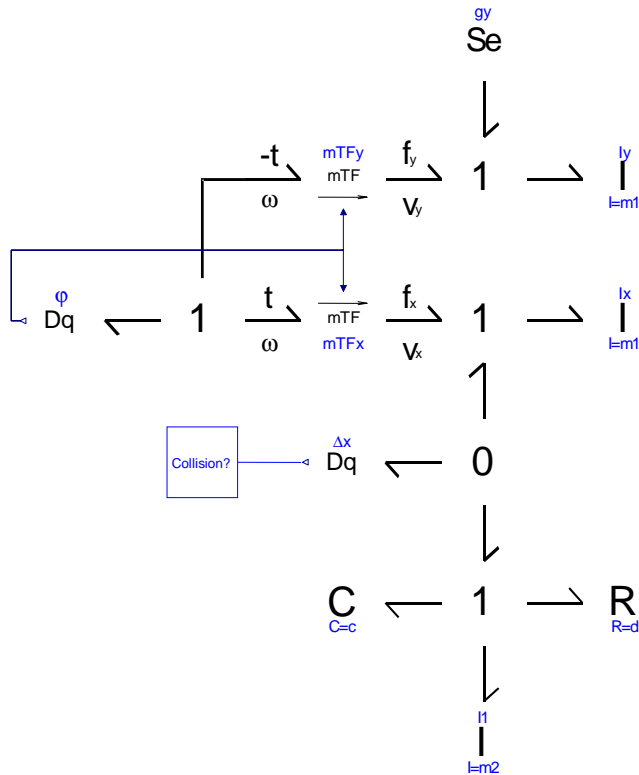 gy
Se
-t
ω
mTFy
mTF
fy
Vy
1
Iy
I
I=m1
φ
Dq
1
t
ω
mTF
mTFx
fx
Vx
1
Ix
I
I=m1
Collision?
Δx
Dq
0
C
C=c
1
R
R=d
I1
I
I=m2